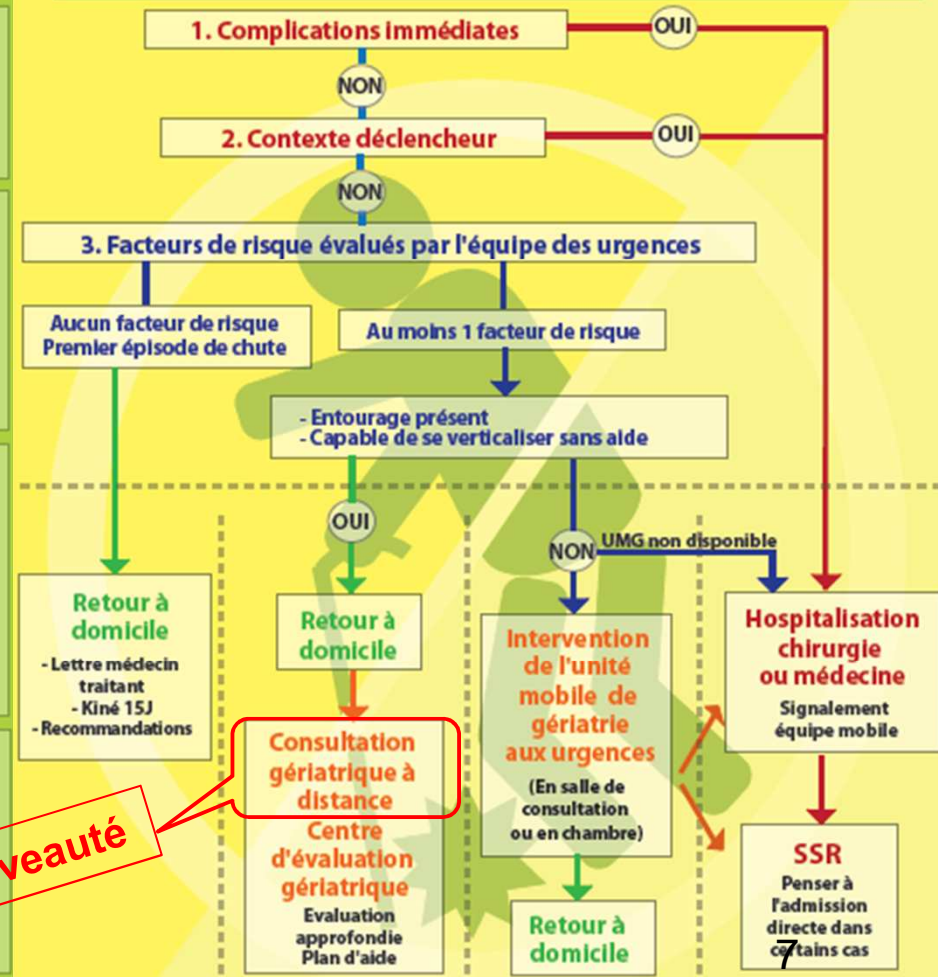 1. Complications immédiates
OUI
NON
2. Contexte déclencheur
OUI
NON
3. Facteurs de risque évalués par l'équipe des urgences
Aucun facteur de risque
Premier épisode de chute
Au moins 1 facteur de risque
- Entourage présent
- Capable de se verticaliser sans aide
OUI
NON
UMG non disponible
Retour à
domicile
- Lettre médecin
traitant
- Kiné 15J
- Recommandations
Retour à
domicile
Consultation
gériatrique à
distance
Centre
d'évaluation
gériatrique
Evaluation
approfondie
Plan d'aide
veauté
Intervention
de l'unité
mobile de
gériatrie
aux urgences
(En salle de
consultation
ou en chambre)
Retour à
domicile
Hospitalisation
chirurgie
ou médecine
Signalement
équipe mobile
SSR
Penser à
l'admission
directe dans
certains cas
7